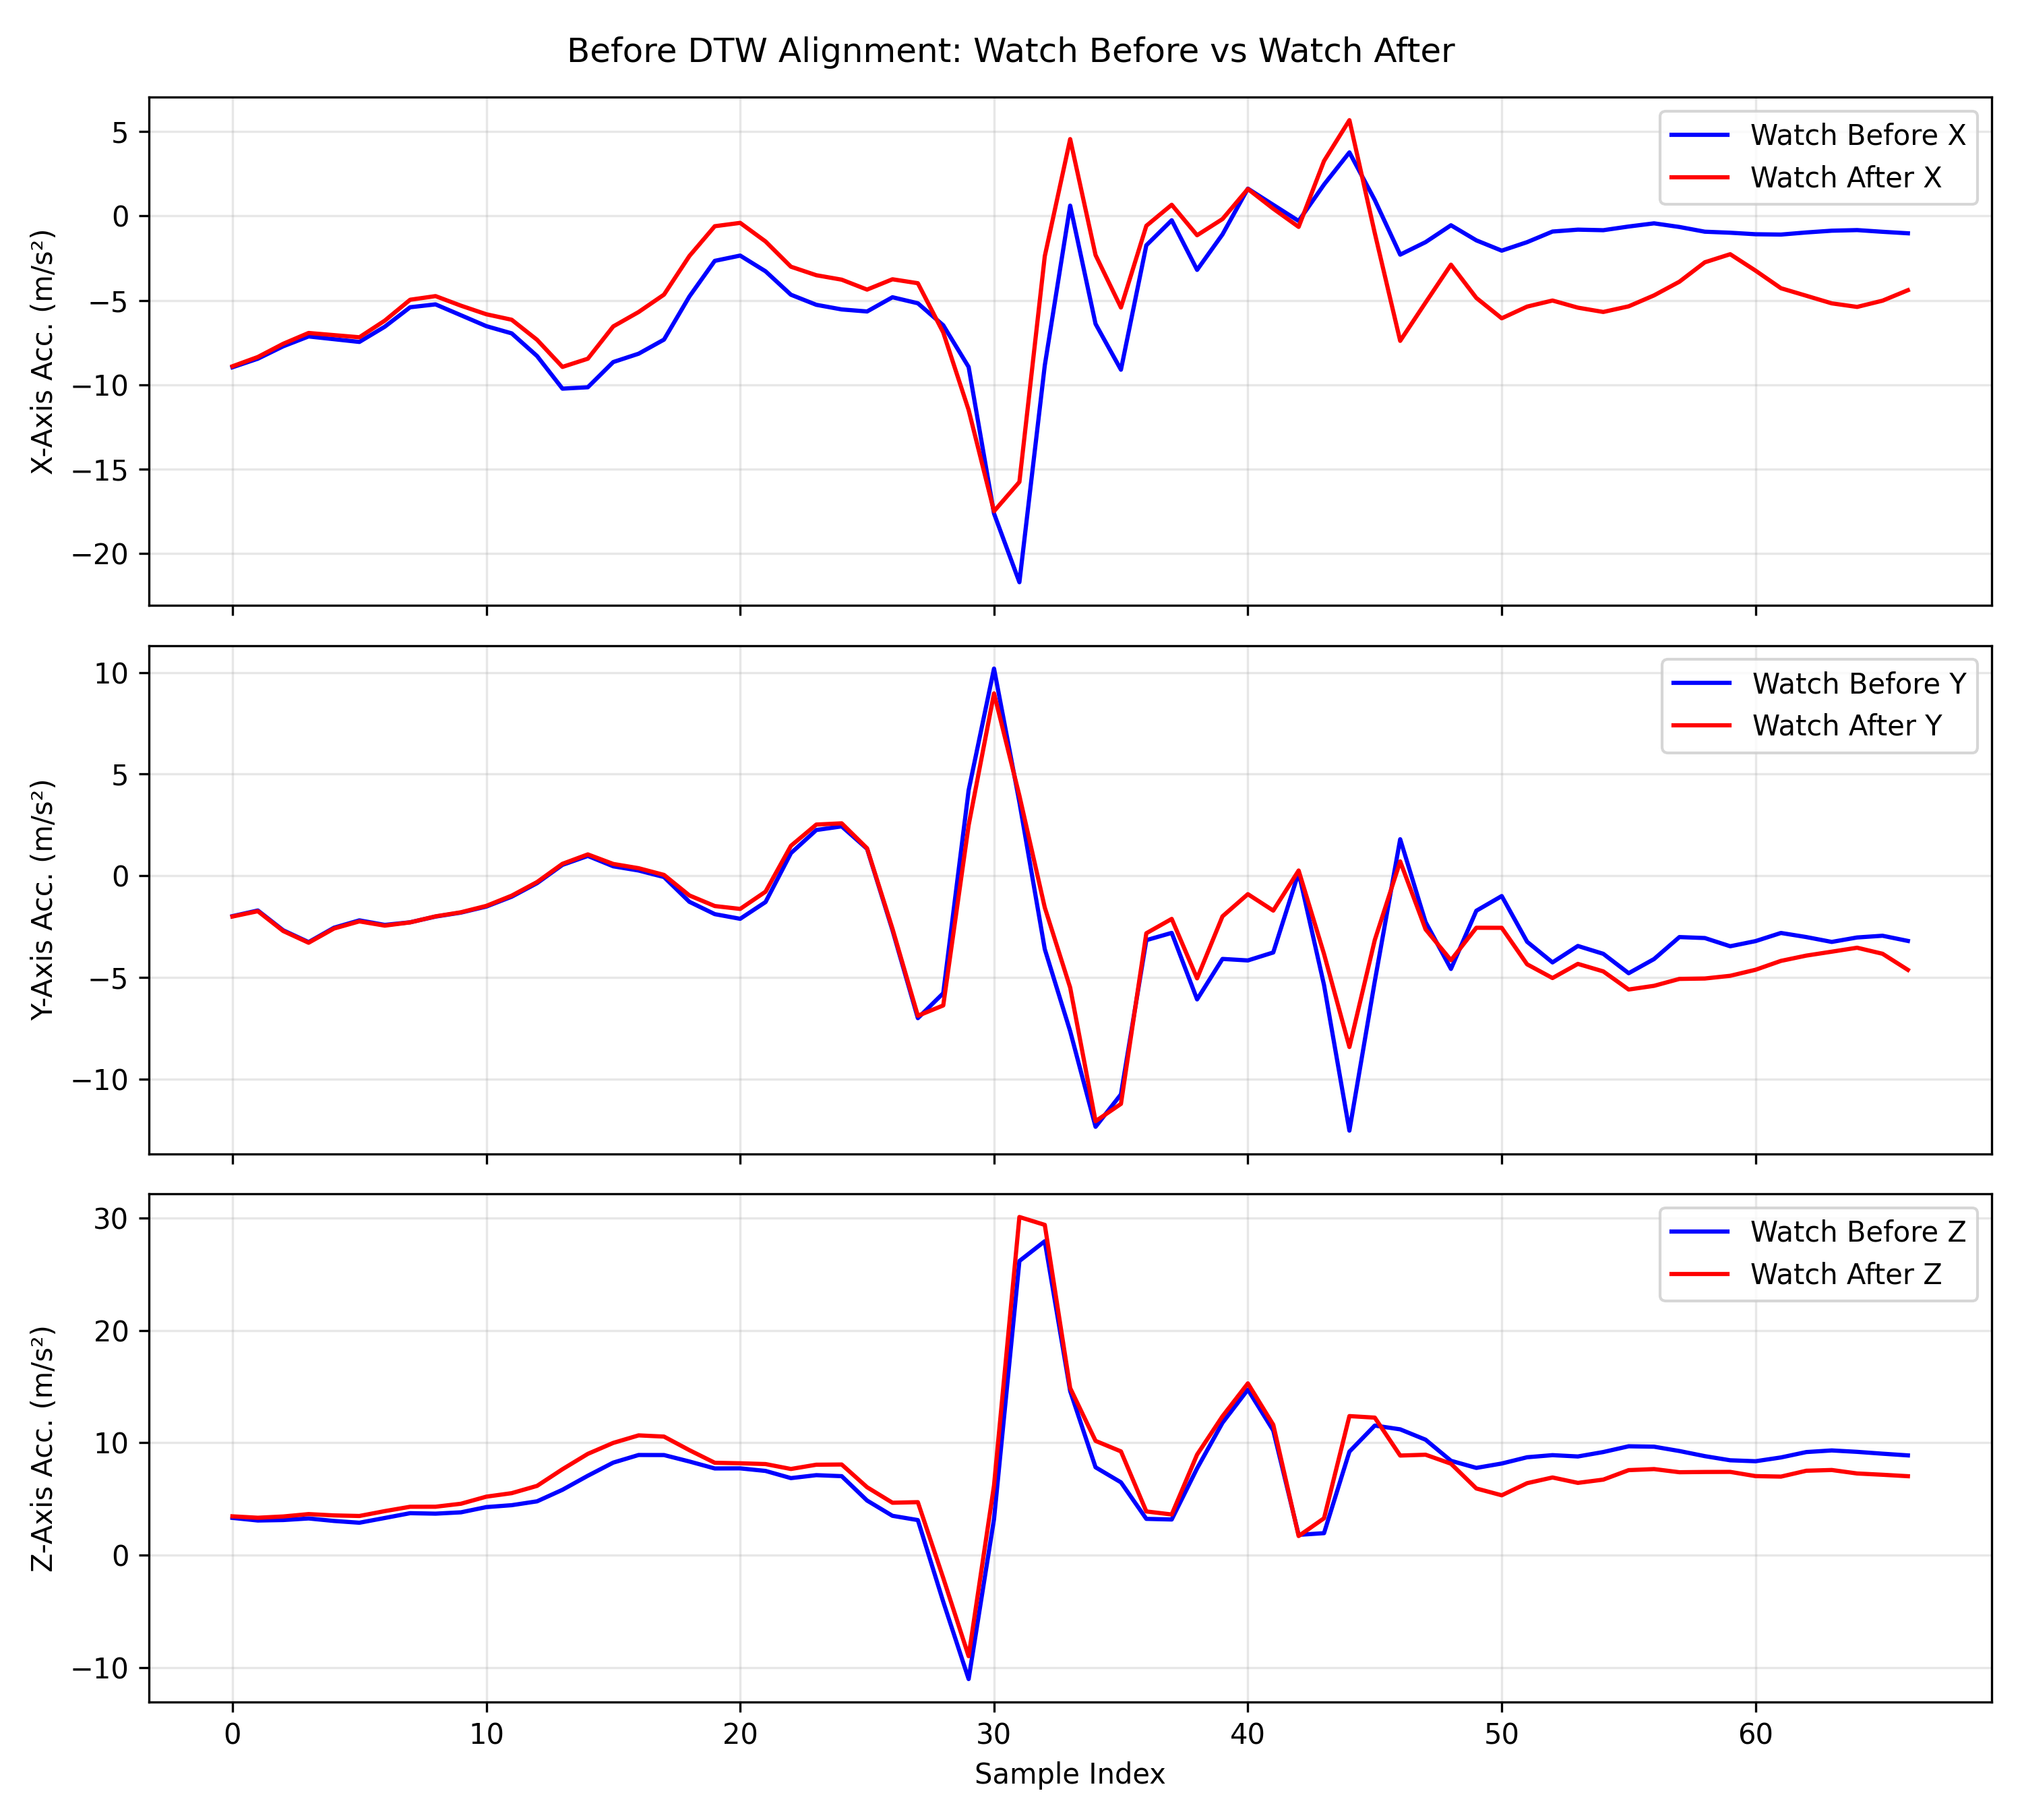 Before DTW Alignment: Watch Before vs Watch After
X-Axis Acc. (m/s²)
5
0
−5
−10
−15
−20
Watch Before X
Watch After X
Y-Axis Acc. (m/s²)
10
5
0
−5
−10
Watch Before Y
Watch After Y
Z-Axis Acc. (m/s²)
30
20
10
0
−10
Watch Before Z
Watch After Z
0 10 20 30 40 50 60
Sample Index